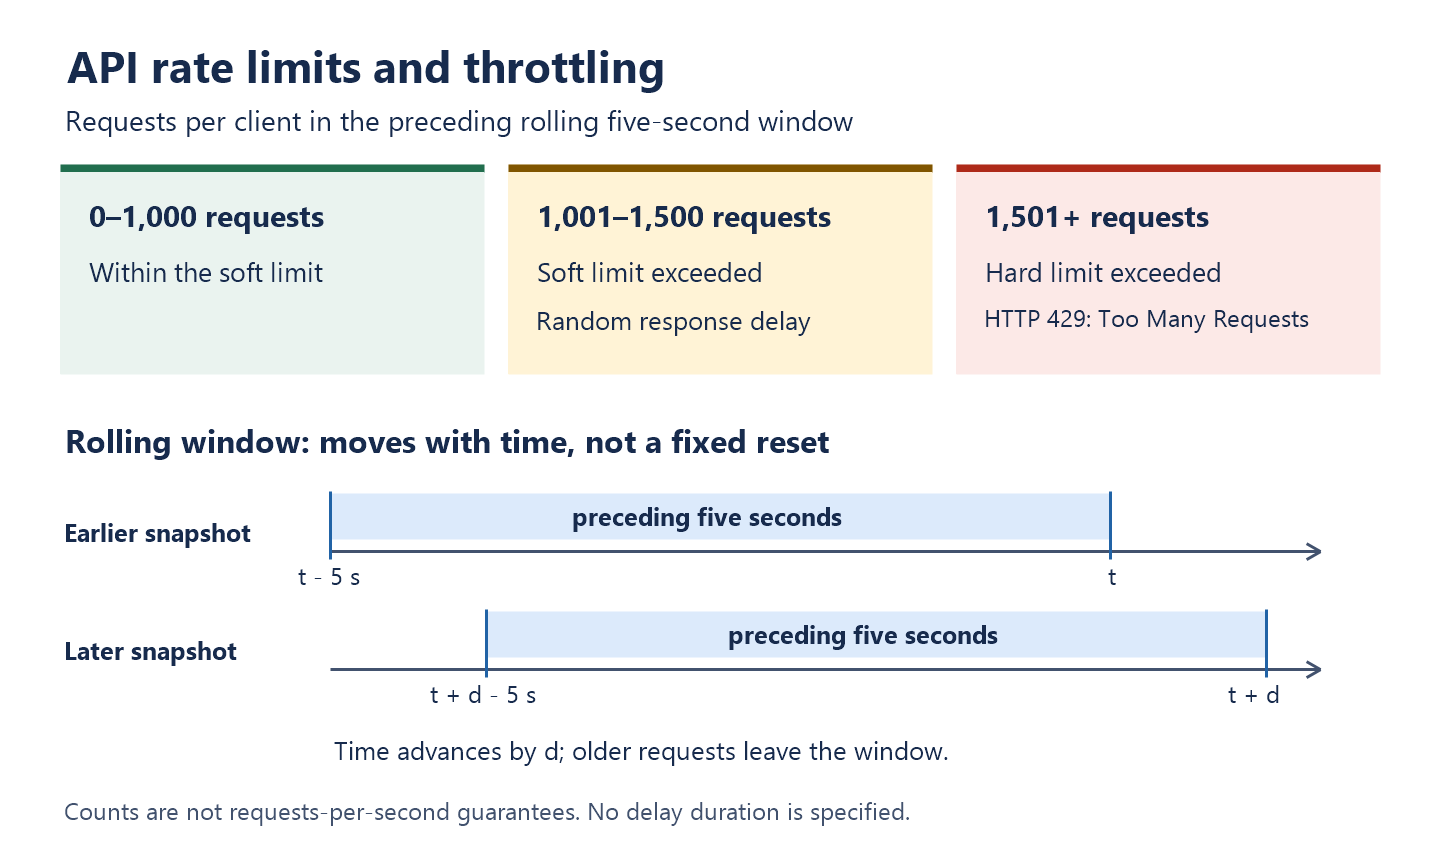 API rate limits and throttling
Requests per client in the preceding rolling five-second window
0–1,000 requests
Within the soft limit
1,001–1,500 requests
Soft limit exceeded
Random response delay
1,501+ requests
Hard limit exceeded
HTTP 429: Too Many Requests
Rolling window: moves with time, not a fixed reset
Earlier snapshot
preceding five seconds
t - 5 s
t
Later snapshot
preceding five seconds
t + d - 5 s
t + d
Time advances by d; older requests leave the window.
Counts are not requests-per-second guarantees. No delay duration is specified.